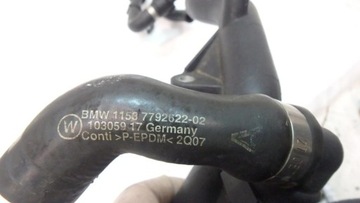 BMW 1153 7792622-02
W 103059 17 Germany
Conti >P-EPDM< 2Q07